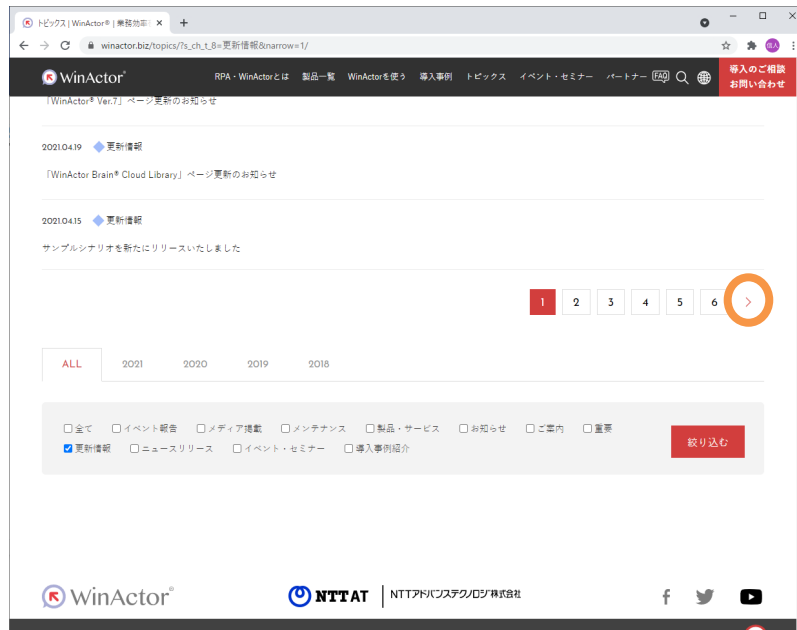 トピックス | WinActor® | 業務効率
winactor.biz/topics/?s_ch_t_8=更新情報&narrow=1/
個人
WinActor®
RPA・WinActorとは 製品一覧 WinActorを使う 導入事例 トピックス イベント・セミナー パートナー FAQ
導入のご相談
お問い合わせ
「WinActor® Ver.7」ページ更新のお知らせ
2021.04.19 更新情報
「WinActor Brain® Cloud Library」ページ更新のお知らせ
2021.04.15 更新情報
サンプルシナリオを新たにリリースいたしました
1 2 3 4 5 6 >
ALL 2021 2020 2019 2018
全て イベント報告 メディア掲載 メンテナンス 製品・サービス お知らせ ご案内 重要
更新情報 ニュースリリース イベント・セミナー 導入事例紹介
絞り込む
WinActor®
NTT AT NTTアドバンステクノロジ株式会社